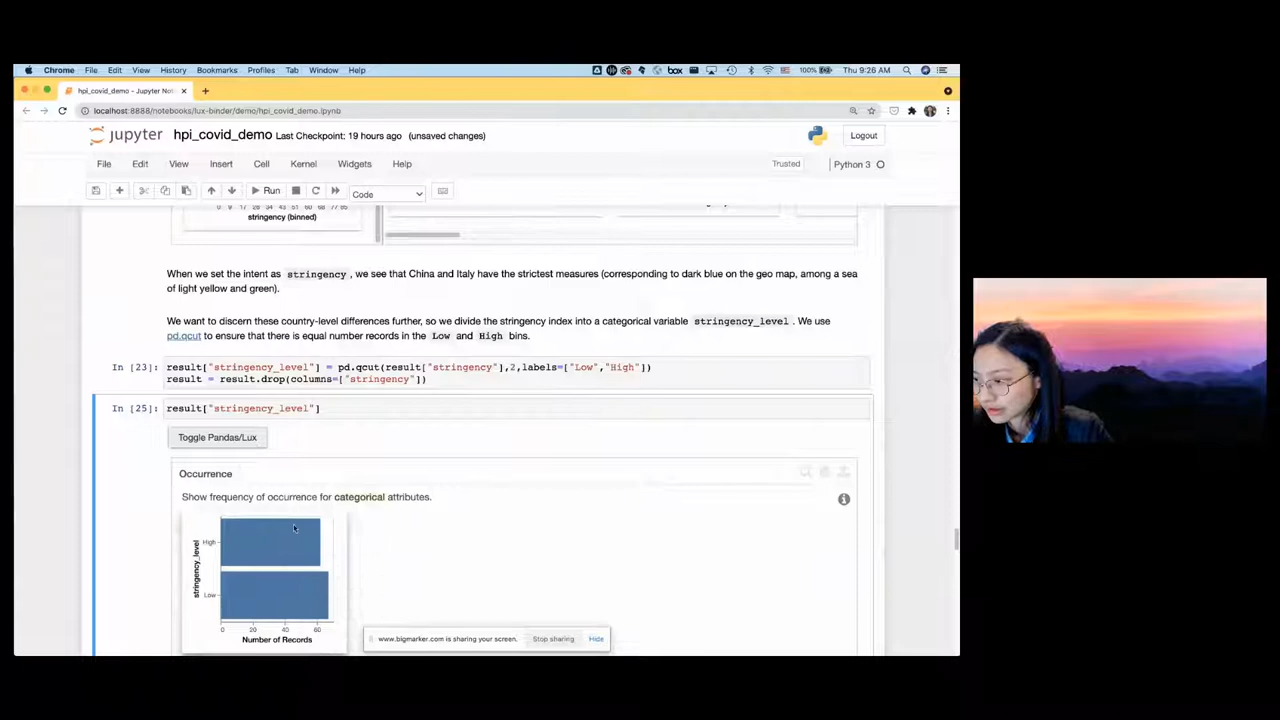 Chrome File Edit View History Bookmarks Profiles Tab Window Help box 100% Thu 9:26 AM
hpi_covid_demo - Jupyter Not
localhost:8888/notebooks/lux-binder/demo/hpi_covid_demo.ipynb
jupyter hpi_covid_demo Last Checkpoint: 19 hours ago (unsaved changes) Logout
File Edit View Insert Cell Kernel Widgets Help Trusted Python 3
Run Code
stringency (binned)
When we set the intent as stringency, we see that China and Italy have the strictest measures (corresponding to dark blue on the geo map, among a sea
of light yellow and green).
We want to discern these country-level differences further, so we divide the stringency index into a categorical variable stringency_level. We use
pd.qcut to ensure that there is equal number records in the Low and High bins.
In [23]: result["stringency_level"] = pd.qcut(result["stringency"],2,labels=["Low","High"])
result = result.drop(columns=["stringency"])
In [25]: result["stringency_level"]
Toggle Pandas/Lux
Occurrence
Show frequency of occurrence for categorical attributes.
stringency_level
High
Low
0 20 40 60
Number of Records
www.bigmarker.com is sharing your screen. Stop sharing Hide